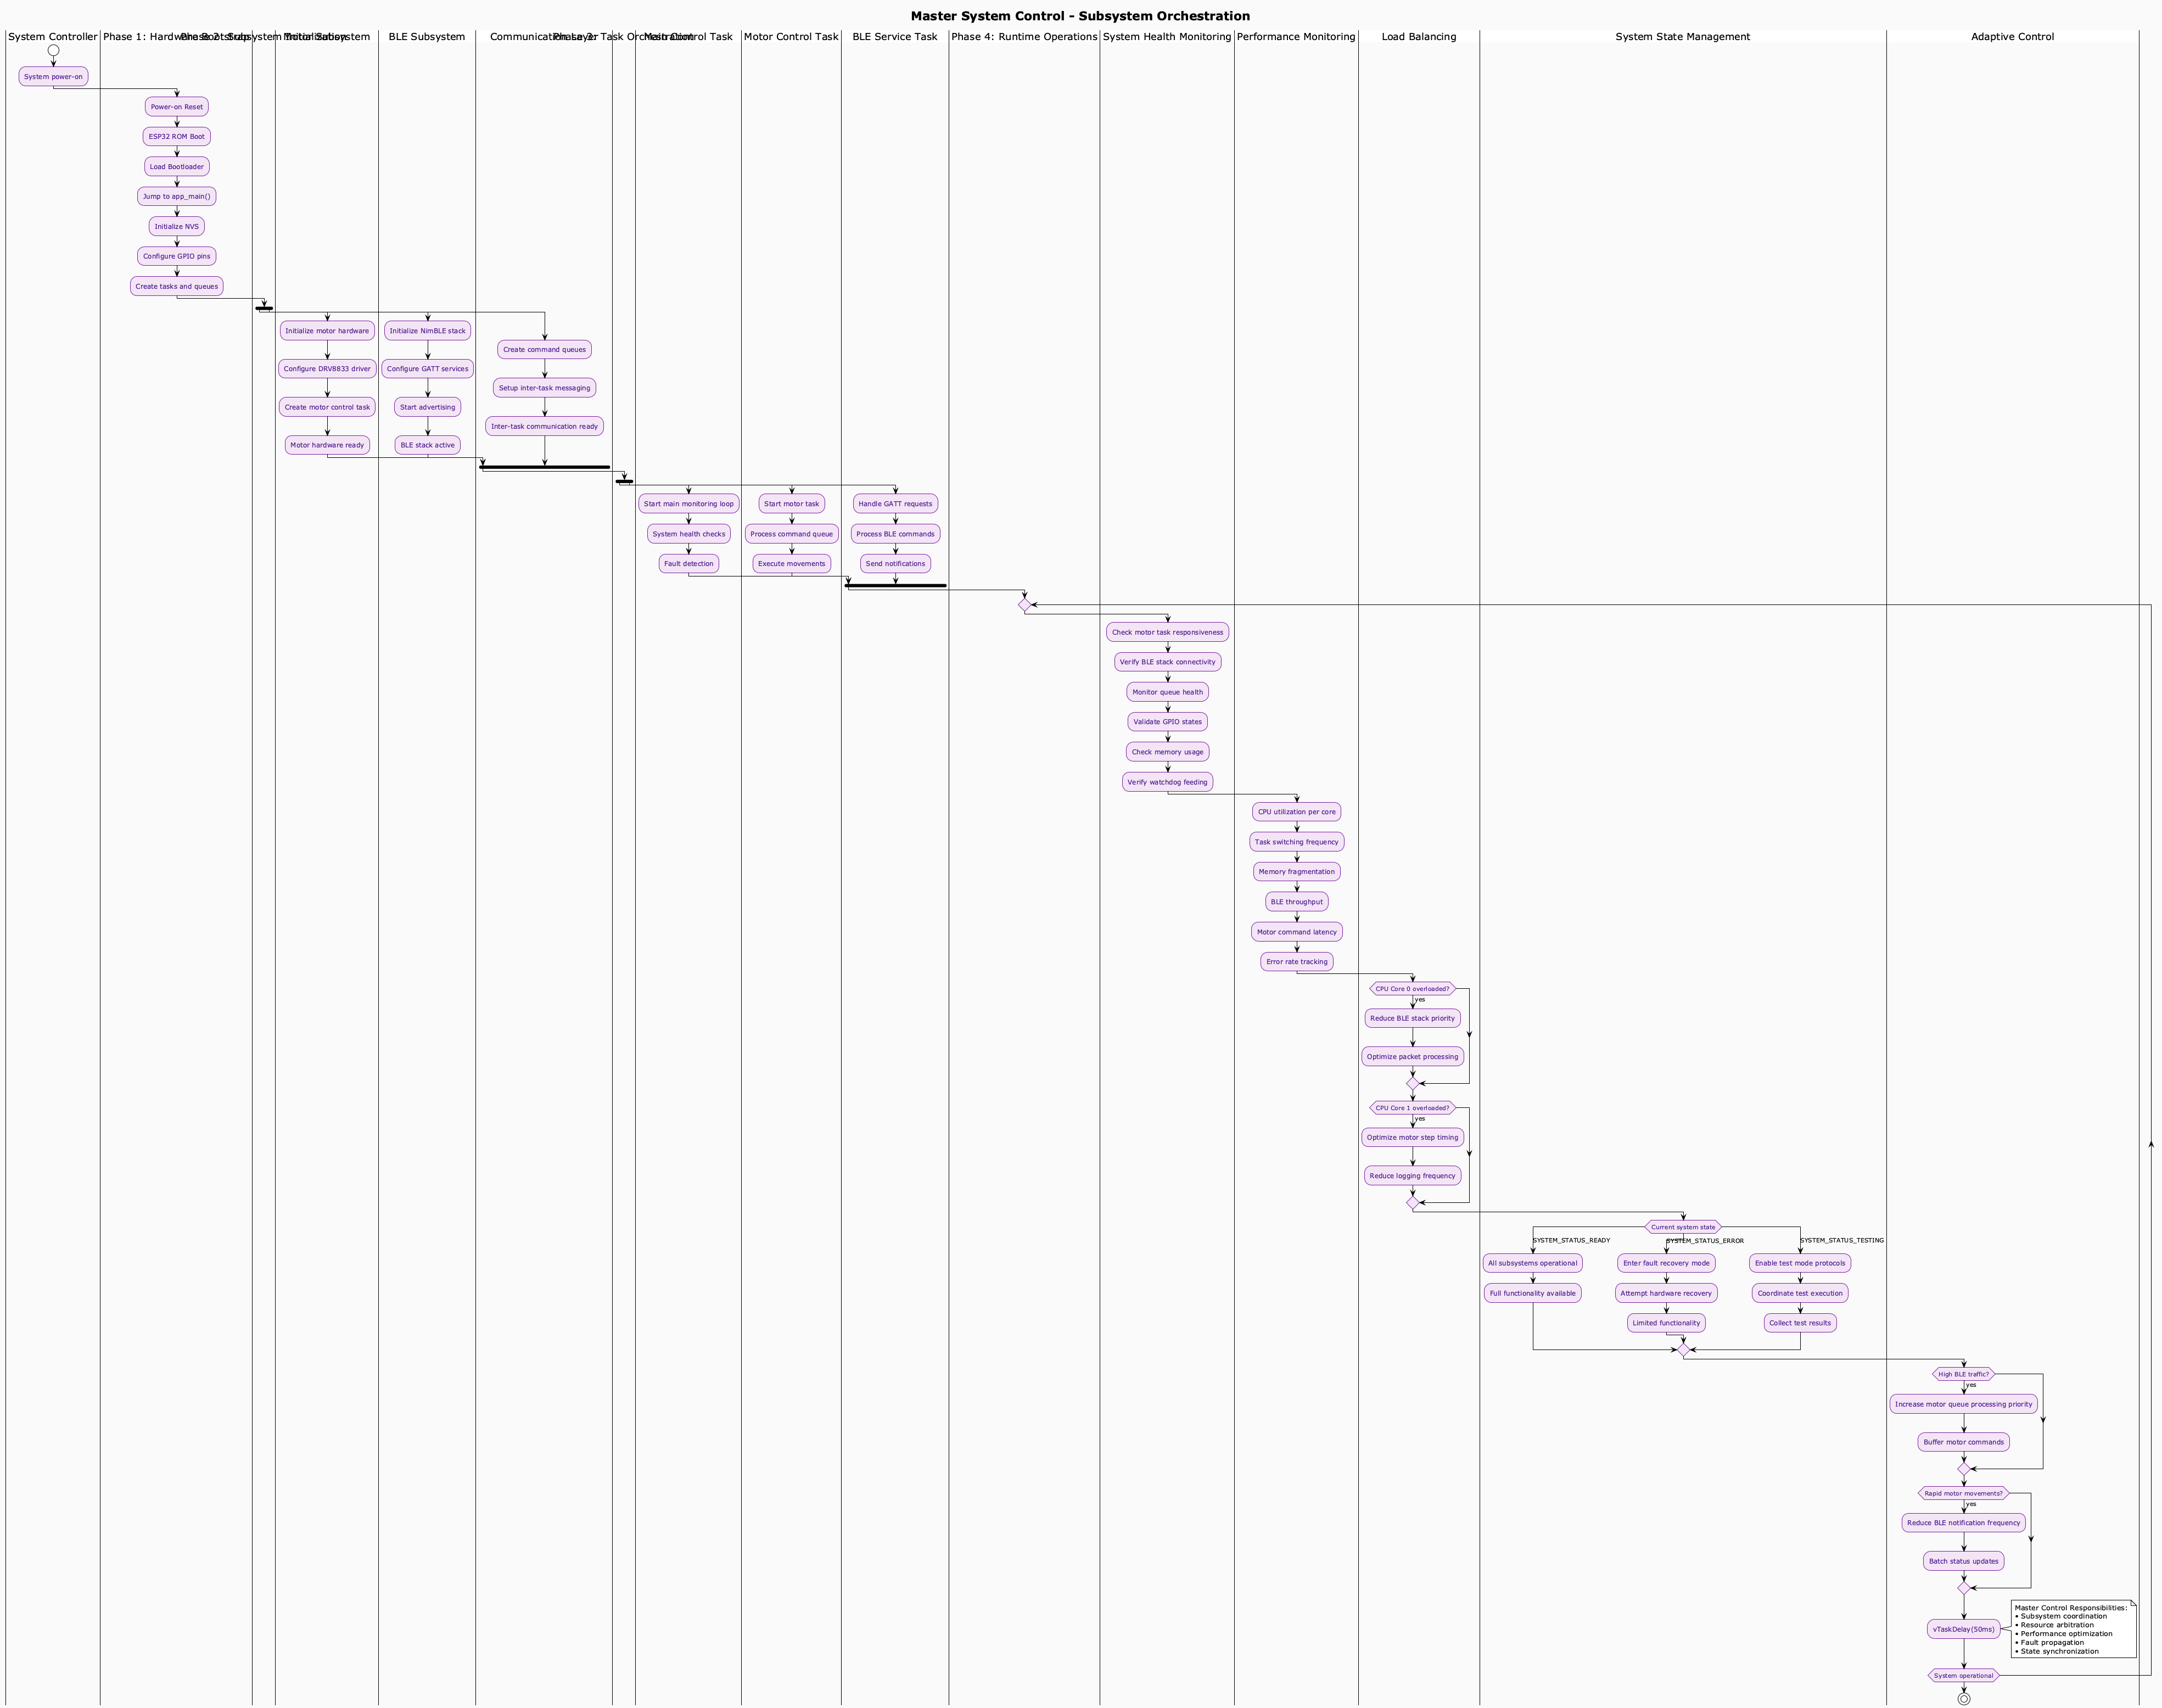 Master System Control - Subsystem Orchestration
System Controller
Phase 1: Hardware Bootstrap
Phase 2: Subsystem Initialization
Motor Subsystem
BLE Subsystem
Communication Layer
Phase 3: Task Orchestration
Main Control Task
Motor Control Task
BLE Service Task
Phase 4: Runtime Operations
System Health Monitoring
Performance Monitoring
Load Balancing
System State Management
Adaptive Control
System power-on
Power-on Reset
ESP32 ROM Boot
Load Bootloader
Jump to app_main()
Initialize NVS
Configure GPIO pins
Create tasks and queues
Initialize motor hardware
Configure DRV8833 driver
Create motor control task
Motor hardware ready
Initialize NimBLE stack
Configure GATT services
Start advertising
BLE stack active
Create command queues
Setup inter-task messaging
Inter-task communication ready
Start main monitoring loop
System health checks
Fault detection
Start motor task
Process command queue
Execute movements
Handle GATT requests
Process BLE commands
Send notifications
Check motor task responsiveness
Verify BLE stack connectivity
Monitor queue health
Validate GPIO states
Check memory usage
Verify watchdog feeding
CPU utilization per core
Task switching frequency
Memory fragmentation
BLE throughput
Motor command latency
Error rate tracking
CPU Core 0 overloaded?
yes
Reduce BLE stack priority
Optimize packet processing
CPU Core 1 overloaded?
yes
Optimize motor step timing
Reduce logging frequency
Current system state
SYSTEM_STATUS_READY
All subsystems operational
Full functionality available
SYSTEM_STATUS_ERROR
Enter fault recovery mode
Attempt hardware recovery
Limited functionality
SYSTEM_STATUS_TESTING
Enable test mode protocols
Coordinate test execution
Collect test results
High BLE traffic?
yes
Increase motor queue processing priority
Buffer motor commands
Rapid motor movements?
yes
Reduce BLE notification frequency
Batch status updates
vTaskDelay(50ms)
Master Control Responsibilities:
• Subsystem coordination
• Resource arbitration
• Performance optimization
• Fault propagation
• State synchronization
System operational